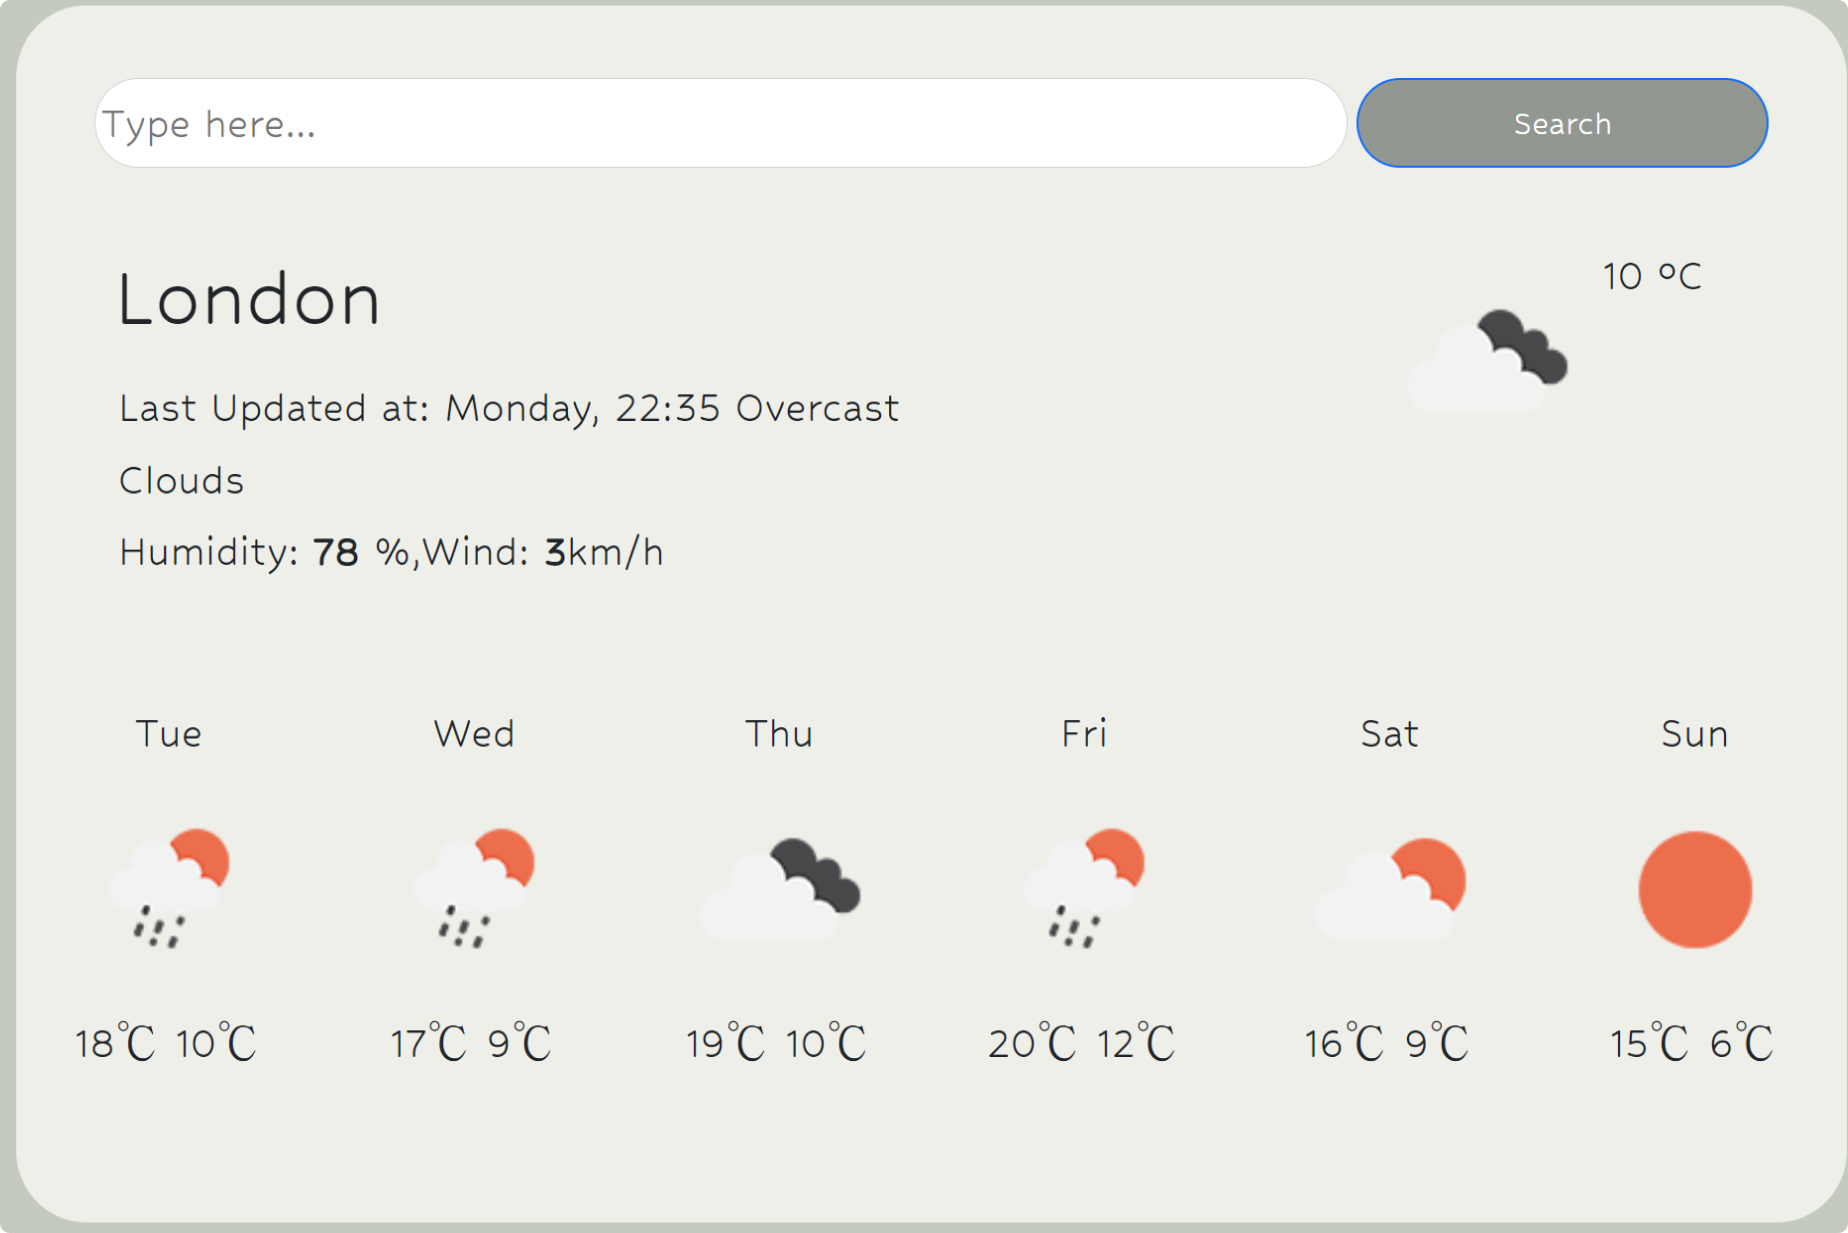 Type here...
Search
London
10 °C
Last Updated at: Monday, 22:35 Overcast
Clouds
Humidity: 78 %,Wind: 3km/h
Tue Wed Thu Fri Sat Sun
18℃ 10℃ 17℃ 9℃ 19℃ 10℃ 20℃ 12℃ 16℃ 9℃ 15℃ 6℃